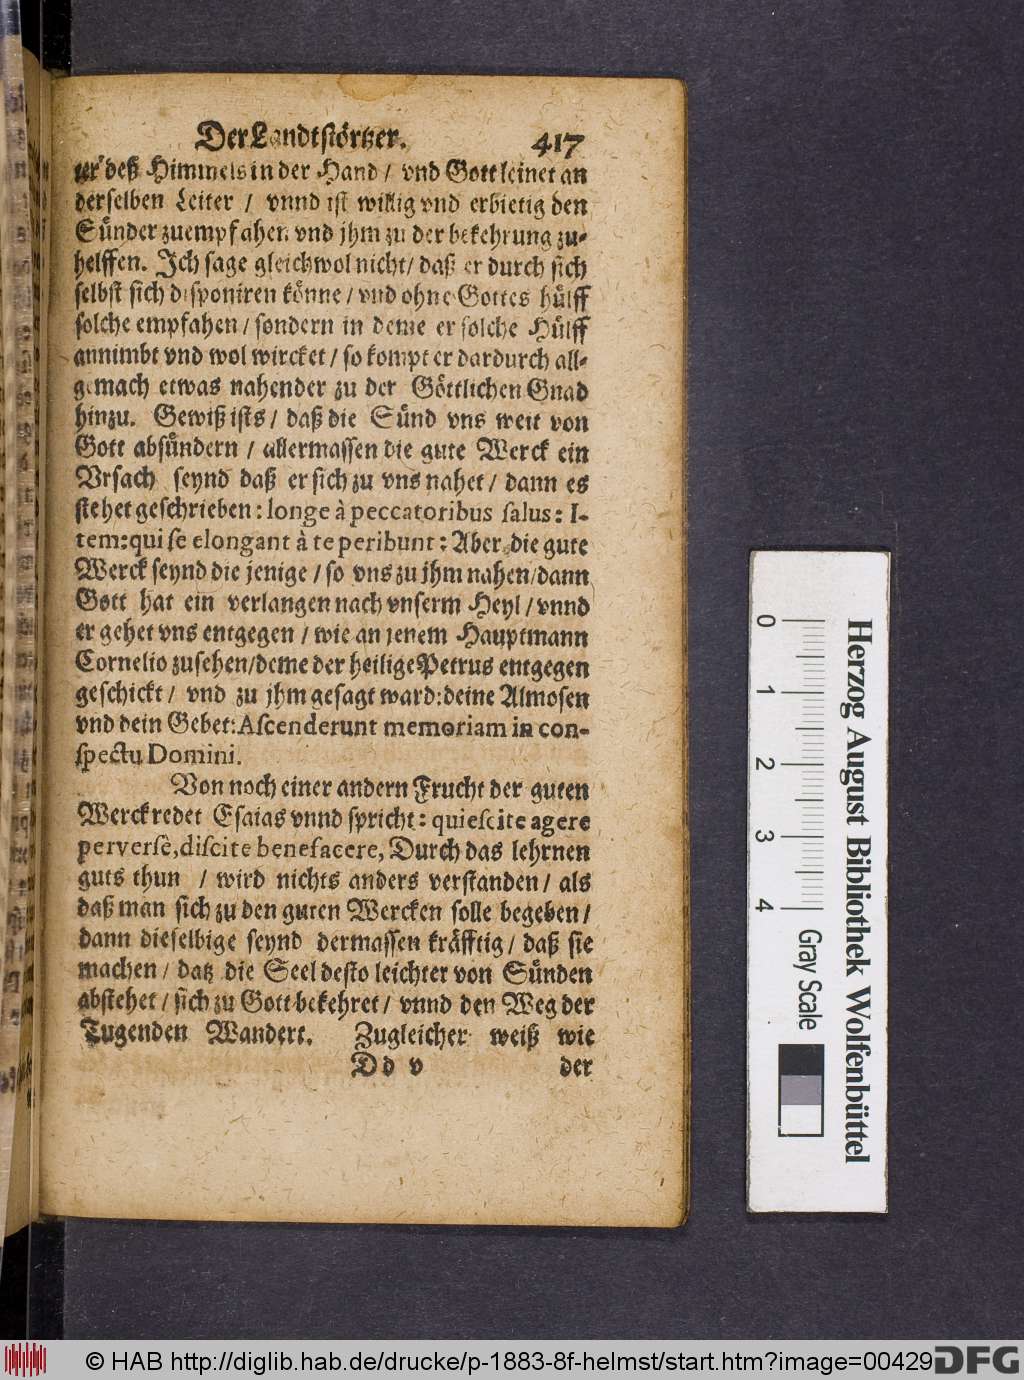 Der Landtstörtzer. 417
ter deß Himmels in der Hand / vnd Gott leinet an
derselben Leiter / vnnd ist willig vnd erbietig den
Sünder zuempfahen vnd jhm zu der bekehrung zu-
helffen. Jch sage gleichwol nicht / daß er durch sich
selbst sich disponiren könne / vnd ohne Gottes hülff
solche empfahen / sondern in deme er solche Hülff
annimbt vnd wol wircket / so kompt er dardurch all-
gemach etwas nahender zu der Göttlichen Gnad
hinzu. Gewiß ists / daß die Sünd vns weit von
Gott absündern / allermassen die gute Werck ein
Vrsach seynd daß er sich zu vns nahet / dann es
stehet geschrieben: longe à peccatoribus salus: I-
tem: qui se elongant à te peribunt: Aber die gute
Werck seynd die jenige / so vns zu jhm nahen / dann
Gott hat ein verlangen nach vnserm Heyl / vnnd
er gehet vns entgegen / wie an jenem Hauptmann
Cornelio zusehen / deme der heilige Petrus entgegen
geschickt / vnd zu jhm gesagt ward: deine Almosen
vnd dein Gebet: Ascenderunt memoriam in con-
spectu Domini.
Von noch einer andern Frucht der guten
Werck redet Esaias vnnd spricht: quiescite agere
perversè, discite benefacere, Durch das lehrnen
guts thun / wird nichts anders verstanden / als
daß man sich zu den guten Wercken solle begeben /
dann dieselbige seynd dermassen kräfftig / daß sie
machen / datz die Seel desto leichter von Sünden
abstehet / sich zu Gott bekehret / vnnd den Weg der
Tugenden Wandert. Zugleicher weiß wie
D d v der
Herzog August Bibliothek Wolfenbüttel
0 1 2 3 4 Gray Scale
© HAB http://diglib.hab.de/drucke/p-1883-8f-helmst/start.htm?image=00429 DFG